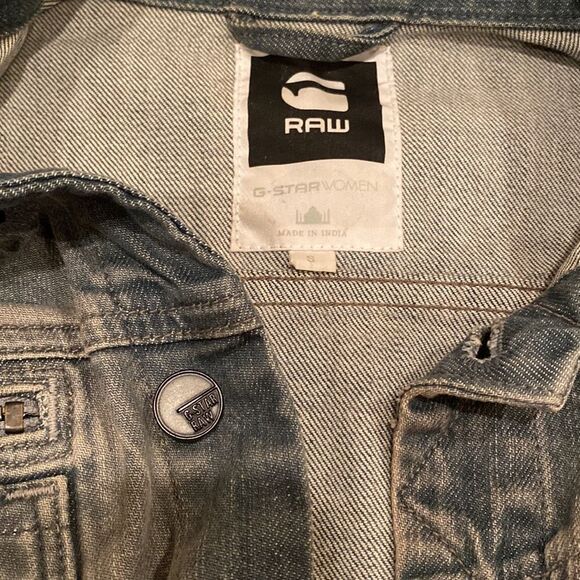 RAW
G-STAR WOMEN
MADE IN INDIA
S
G-STAR
RAW